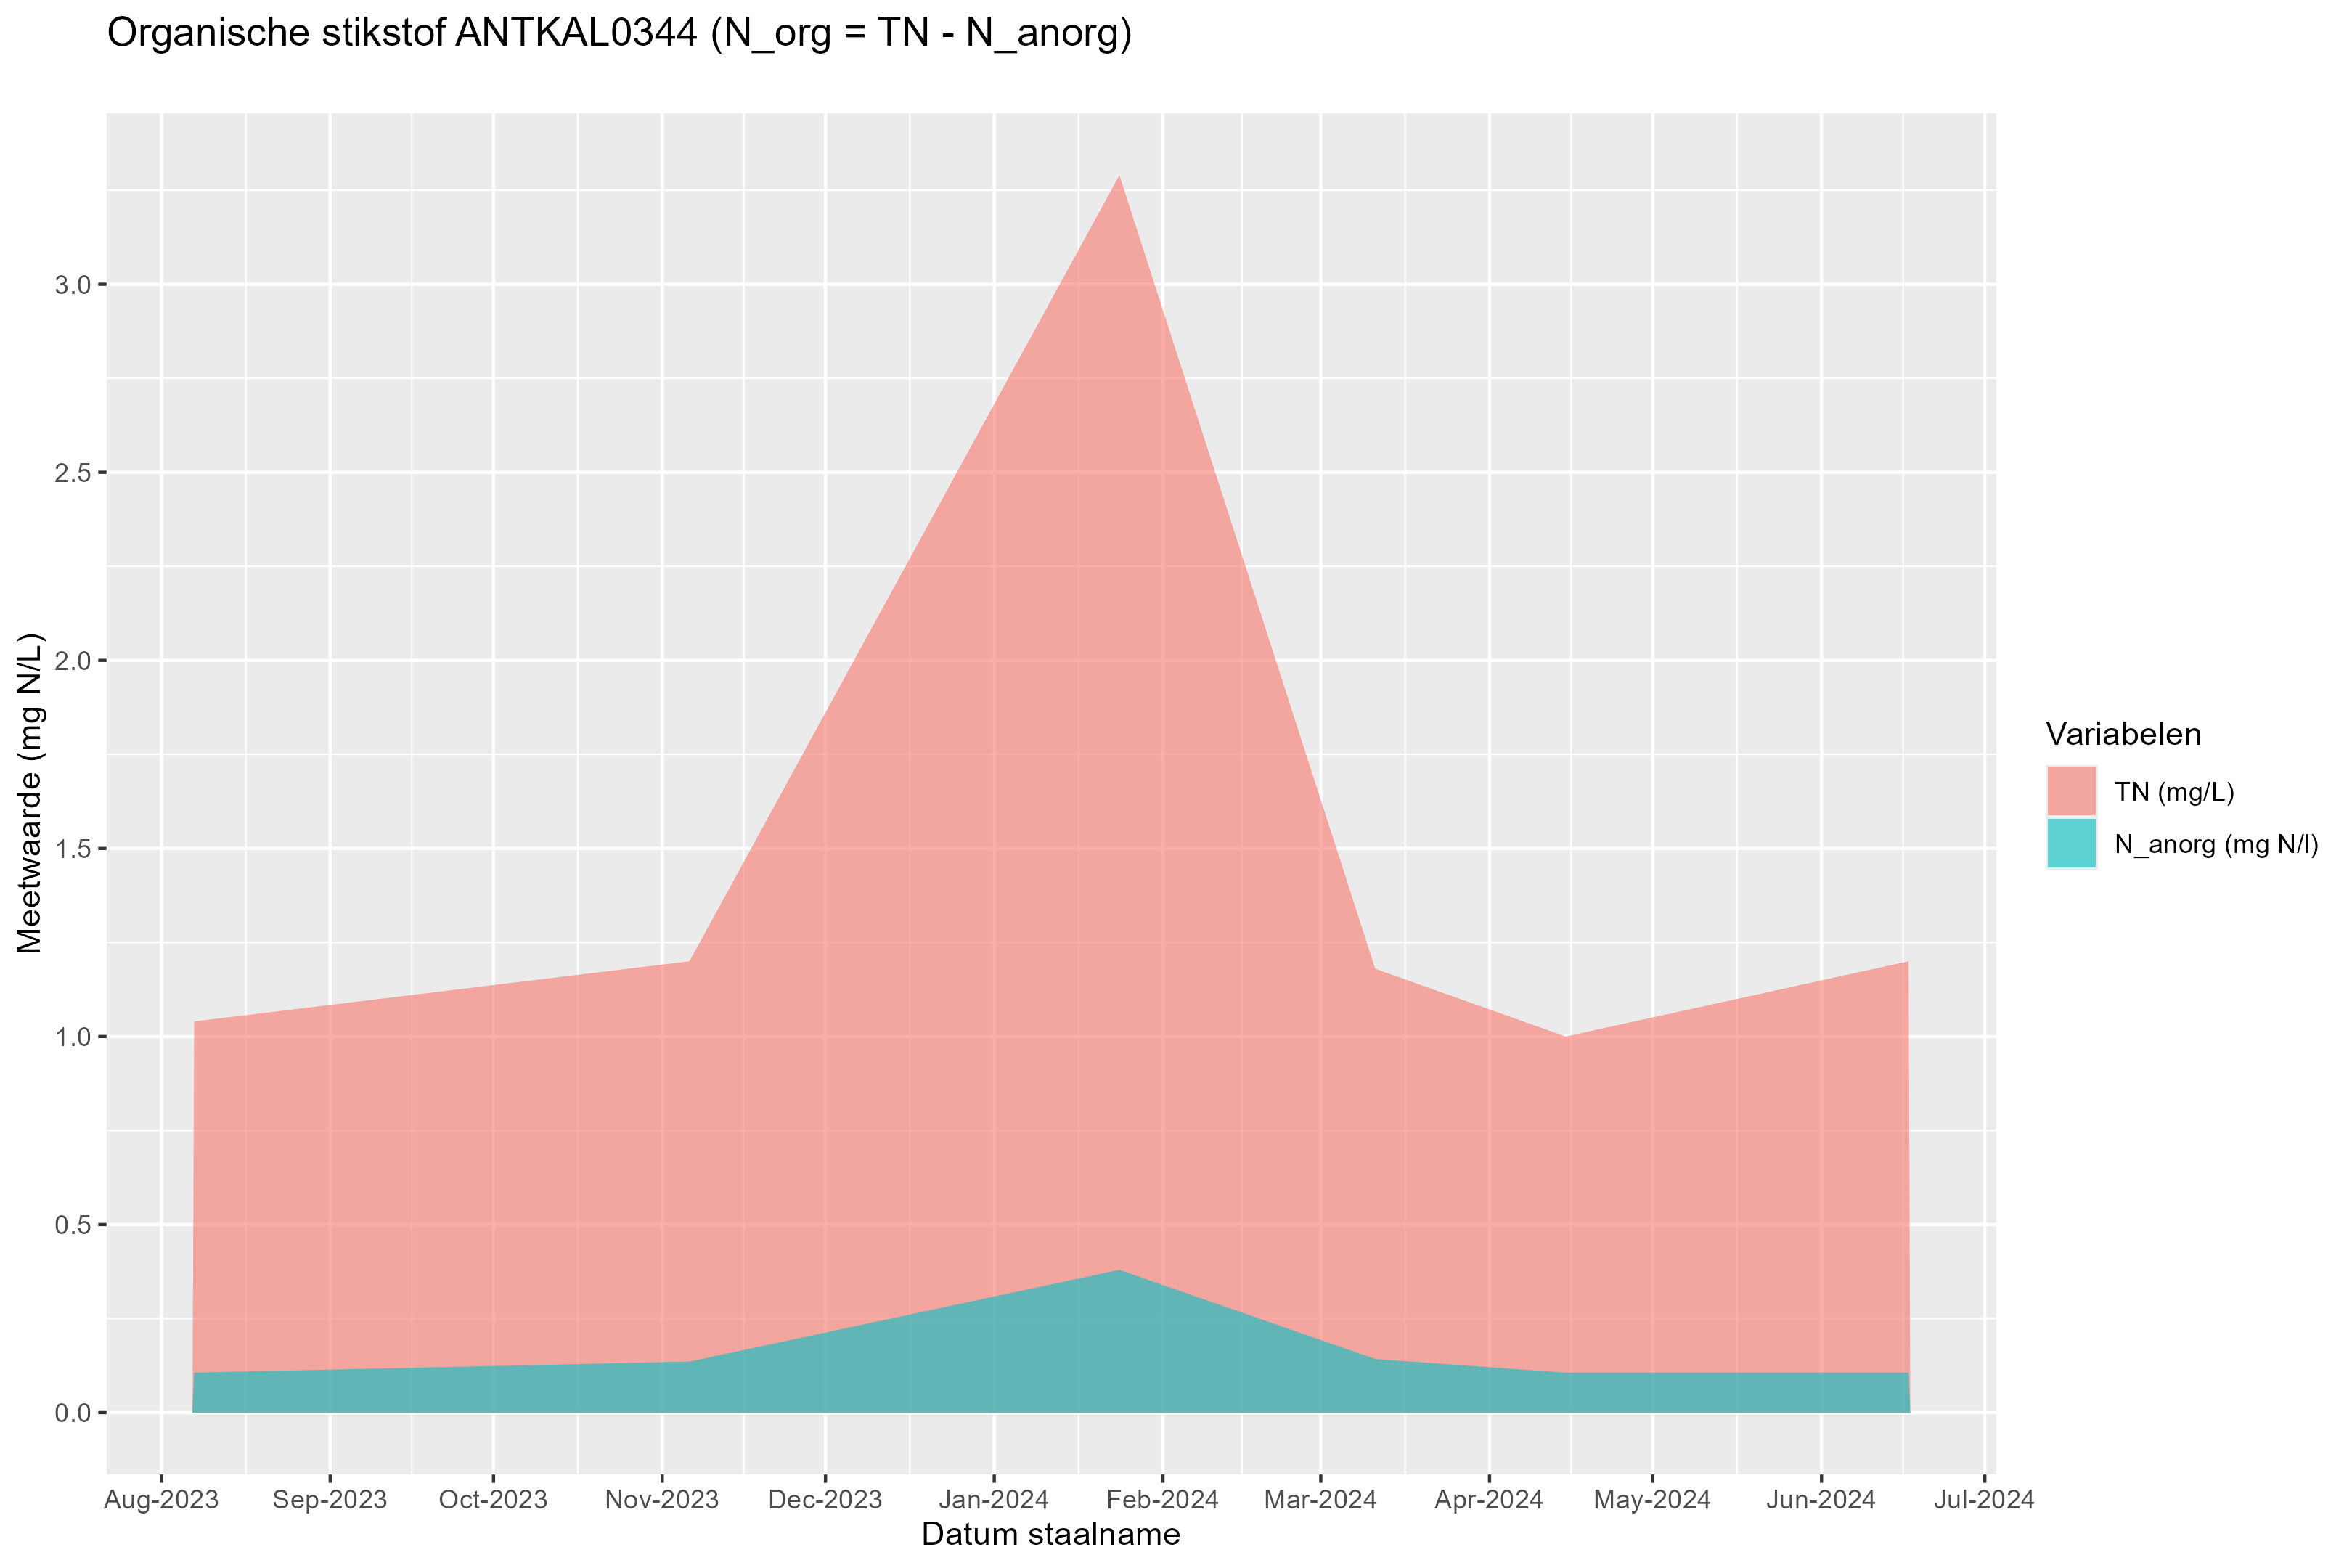 Organische stikstof ANTKAL0344 (N_org = TN - N_anorg)
Meetwaarde (mg N/L)
3.0
2.5
2.0
1.5
1.0
0.5
0.0
Aug-2023 Sep-2023 Oct-2023 Nov-2023 Dec-2023 Jan-2024 Feb-2024 Mar-2024 Apr-2024 May-2024 Jun-2024 Jul-2024
Datum staalname
Variabelen
TN (mg/L)
N_anorg (mg N/l)